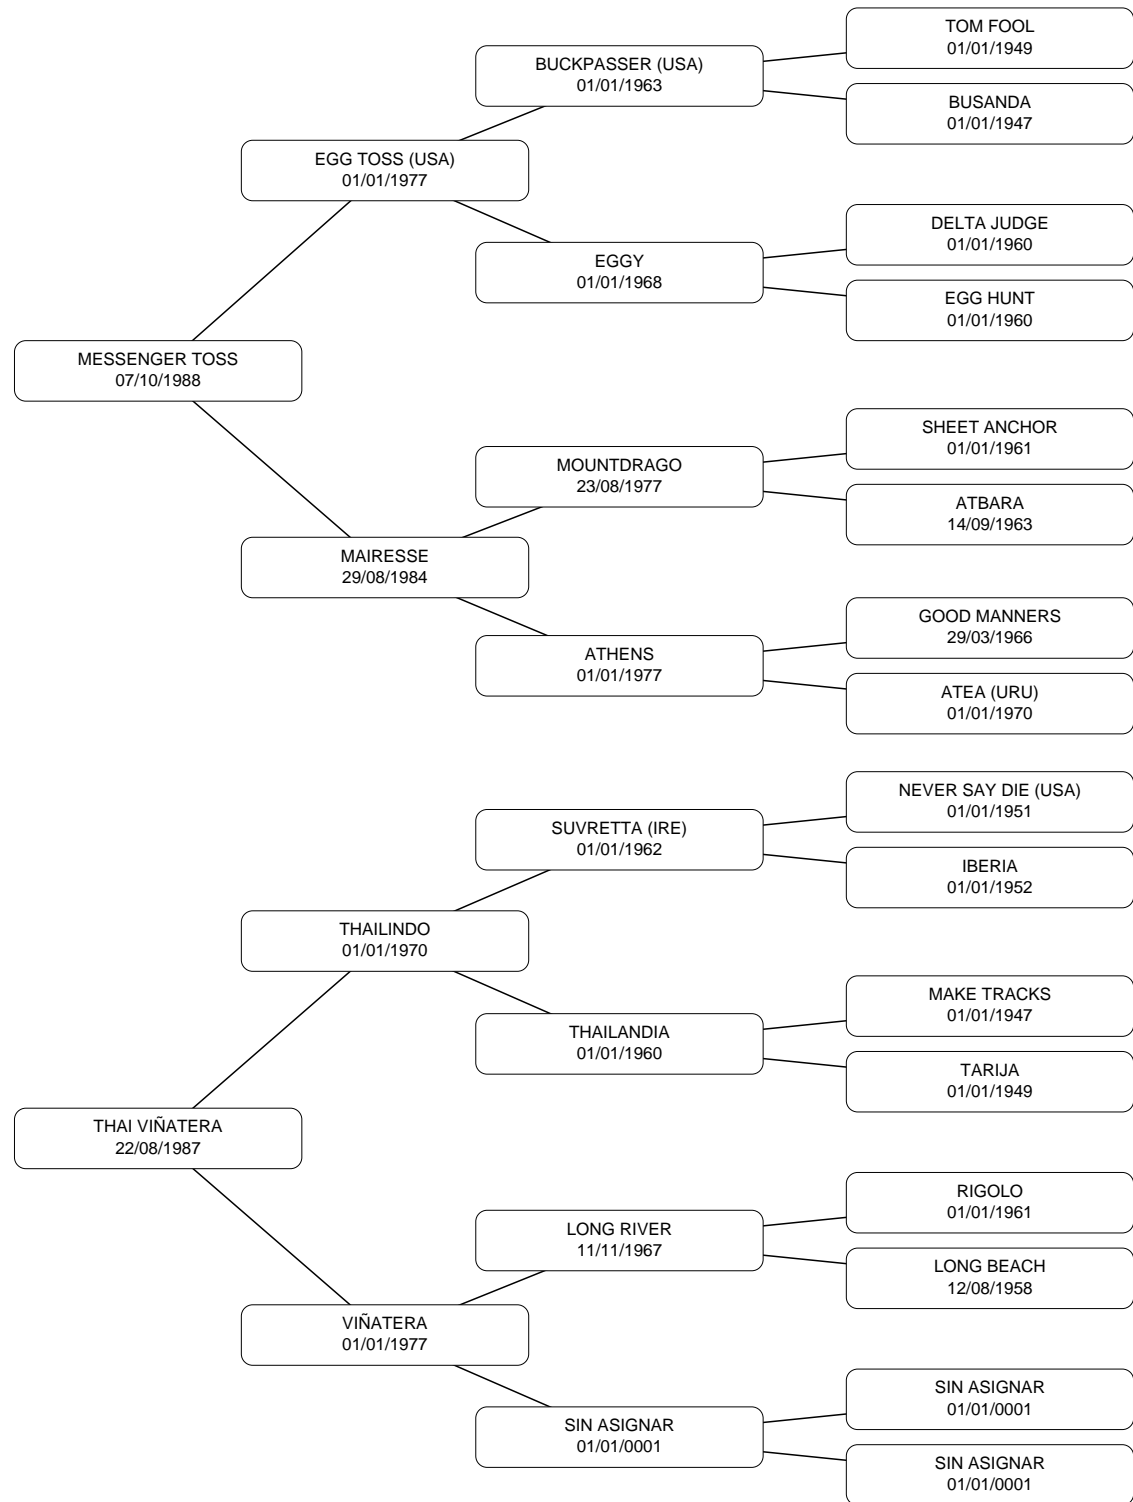 TOM FOOL
01/01/1949
BUCKPASSER (USA)
01/01/1963
BUSANDA
01/01/1947
EGG TOSS (USA)
01/01/1977
DELTA JUDGE
01/01/1960
EGGY
01/01/1968
EGG HUNT
01/01/1960
MESSENGER TOSS
07/10/1988
SHEET ANCHOR
01/01/1961
MOUNTDRAGO
23/08/1977
ATBARA
14/09/1963
MAIRESSE
29/08/1984
GOOD MANNERS
29/03/1966
ATHENS
01/01/1977
ATEA (URU)
01/01/1970
NEVER SAY DIE (USA)
01/01/1951
SUVRETTA (IRE)
01/01/1962
IBERIA
01/01/1952
THAILINDO
01/01/1970
MAKE TRACKS
01/01/1947
THAILANDIA
01/01/1960
TARIJA
01/01/1949
THAI VIÑATERA
22/08/1987
RIGOLO
01/01/1961
LONG RIVER
11/11/1967
LONG BEACH
12/08/1958
VIÑATERA
01/01/1977
SIN ASIGNAR
01/01/0001
SIN ASIGNAR
01/01/0001
SIN ASIGNAR
01/01/0001